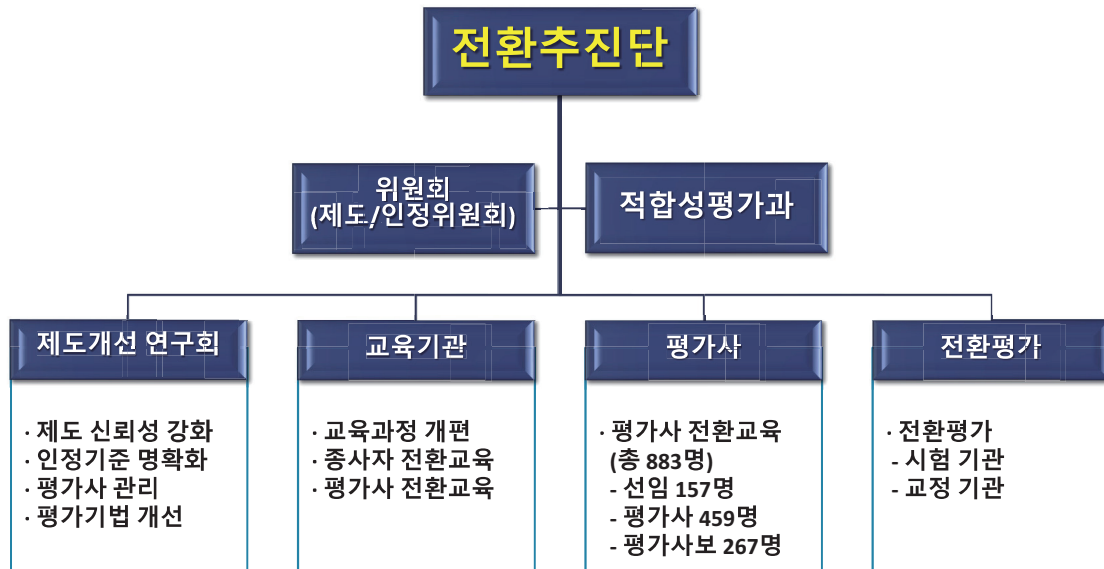 전환추진단
위원회
(제도/인정위원회)
적합성평가과
제도개선 연구회
· 제도 신뢰성 강화
· 인정기준 명확화
· 평가사 관리
· 평가기법 개선
교육기관
· 교육과정 개편
· 종사자 전환교육
· 평가사 전환교육
평가사
· 평가사 전환교육
(총 883명)
- 선임 157명
- 평가사 459명
- 평가사보 267명
전환평가
· 전환평가
- 시험 기관
- 교정 기관